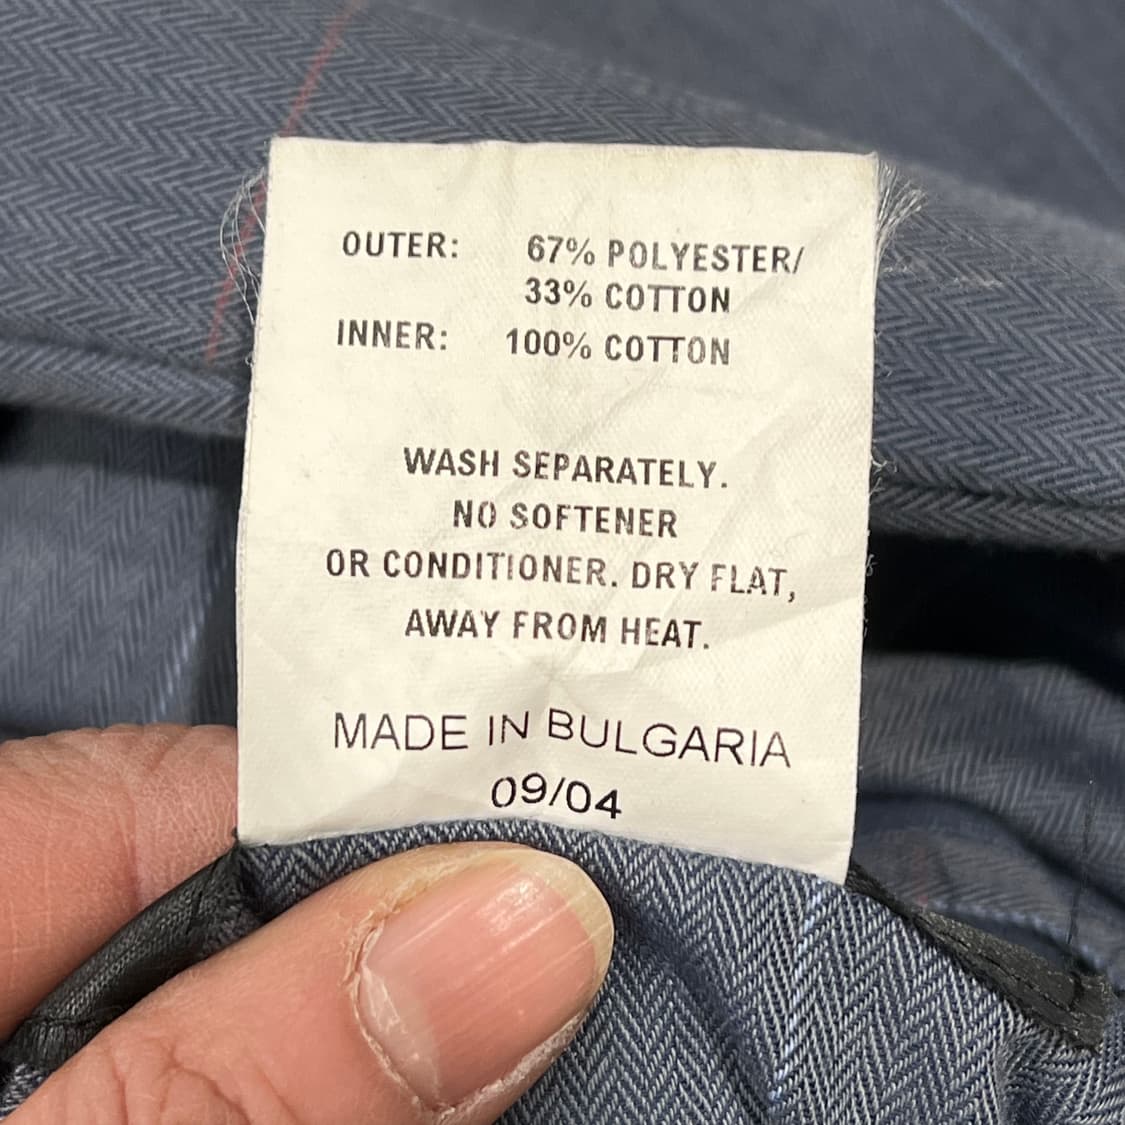 OUTER: 67% POLYESTER/
33% COTTON
INNER: 100% COTTON
WASH SEPARATELY.
NO SOFTENER
OR CONDITIONER. DRY FLAT,
AWAY FROM HEAT.
MADE IN BULGARIA
09/04